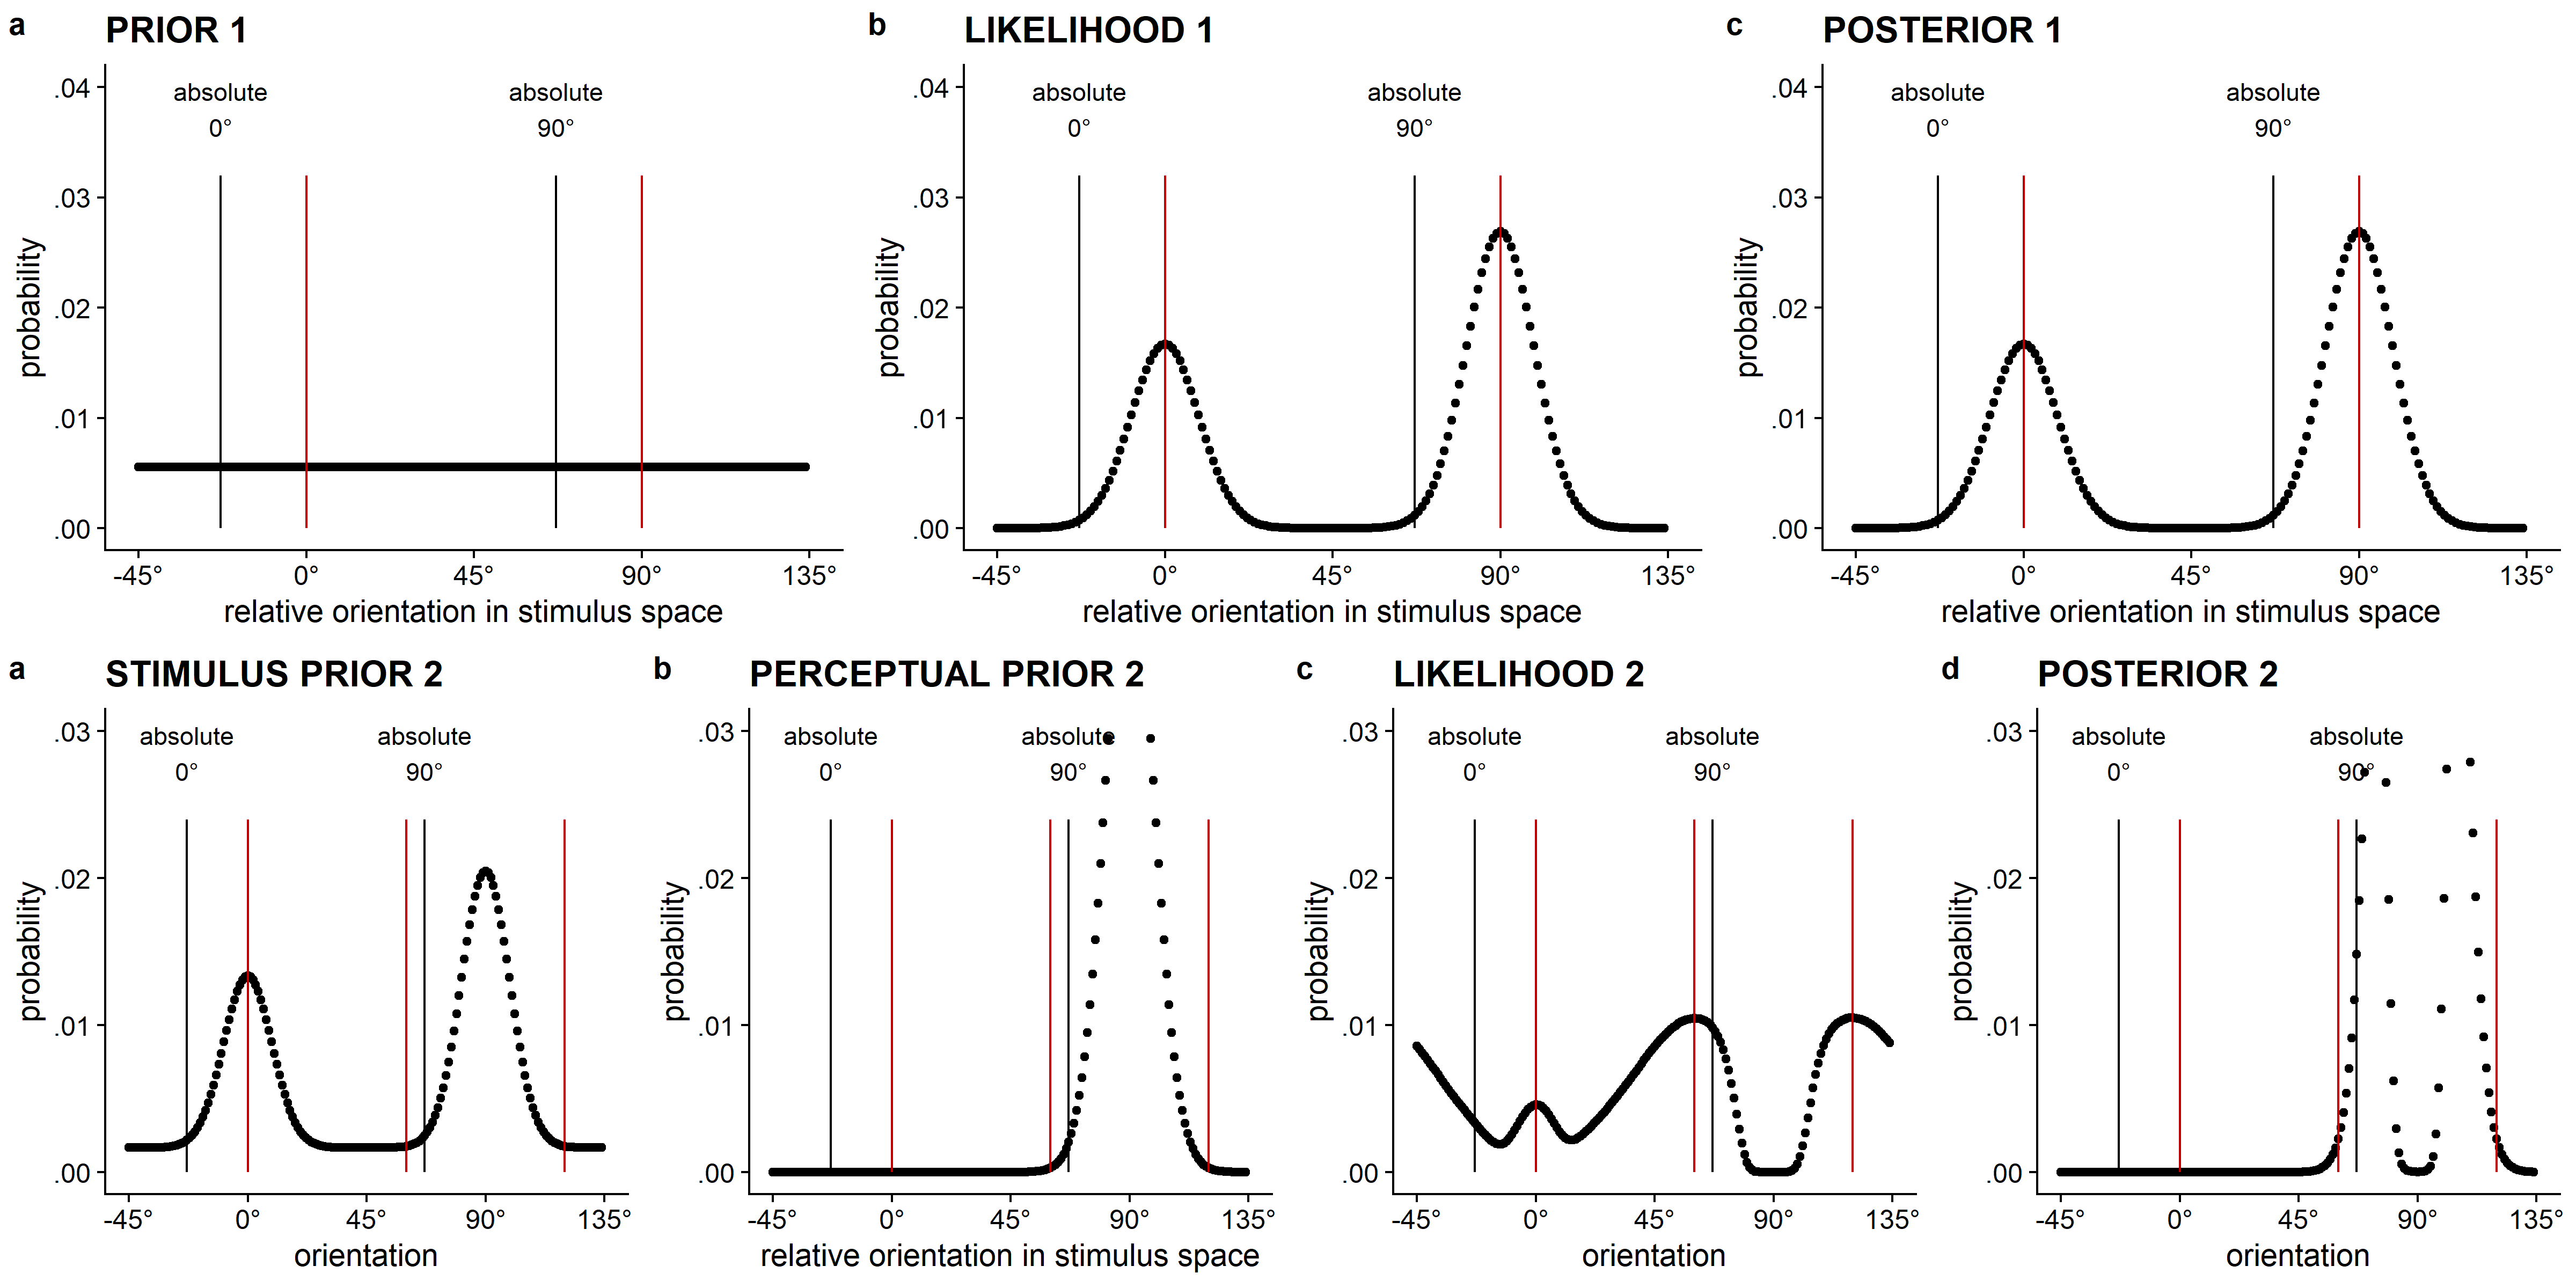 a PRIOR 1
.04
.03
.02
.01
.00
absolute
0°
absolute
90°
probability
-45° 0° 45° 90° 135°
relative orientation in stimulus space
b LIKELIHOOD 1
.04
.03
.02
.01
.00
absolute
0°
absolute
90°
probability
-45° 0° 45° 90° 135°
relative orientation in stimulus space
c POSTERIOR 1
.04
.03
.02
.01
.00
absolute
0°
absolute
90°
probability
-45° 0° 45° 90° 135°
relative orientation in stimulus space
a STIMULUS PRIOR 2
.03
.02
.01
.00
absolute
0°
absolute
90°
probability
-45° 0° 45° 90° 135°
orientation
b PERCEPTUAL PRIOR 2
.03
.02
.01
.00
absolute
0°
absolute
90°
probability
-45° 0° 45° 90° 135°
relative orientation in stimulus space
c LIKELIHOOD 2
.03
.02
.01
.00
absolute
0°
absolute
90°
probability
-45° 0° 45° 90° 135°
orientation
d POSTERIOR 2
.03
.02
.01
.00
absolute
0°
absolute
90°
probability
-45° 0° 45° 90° 135°
orientation